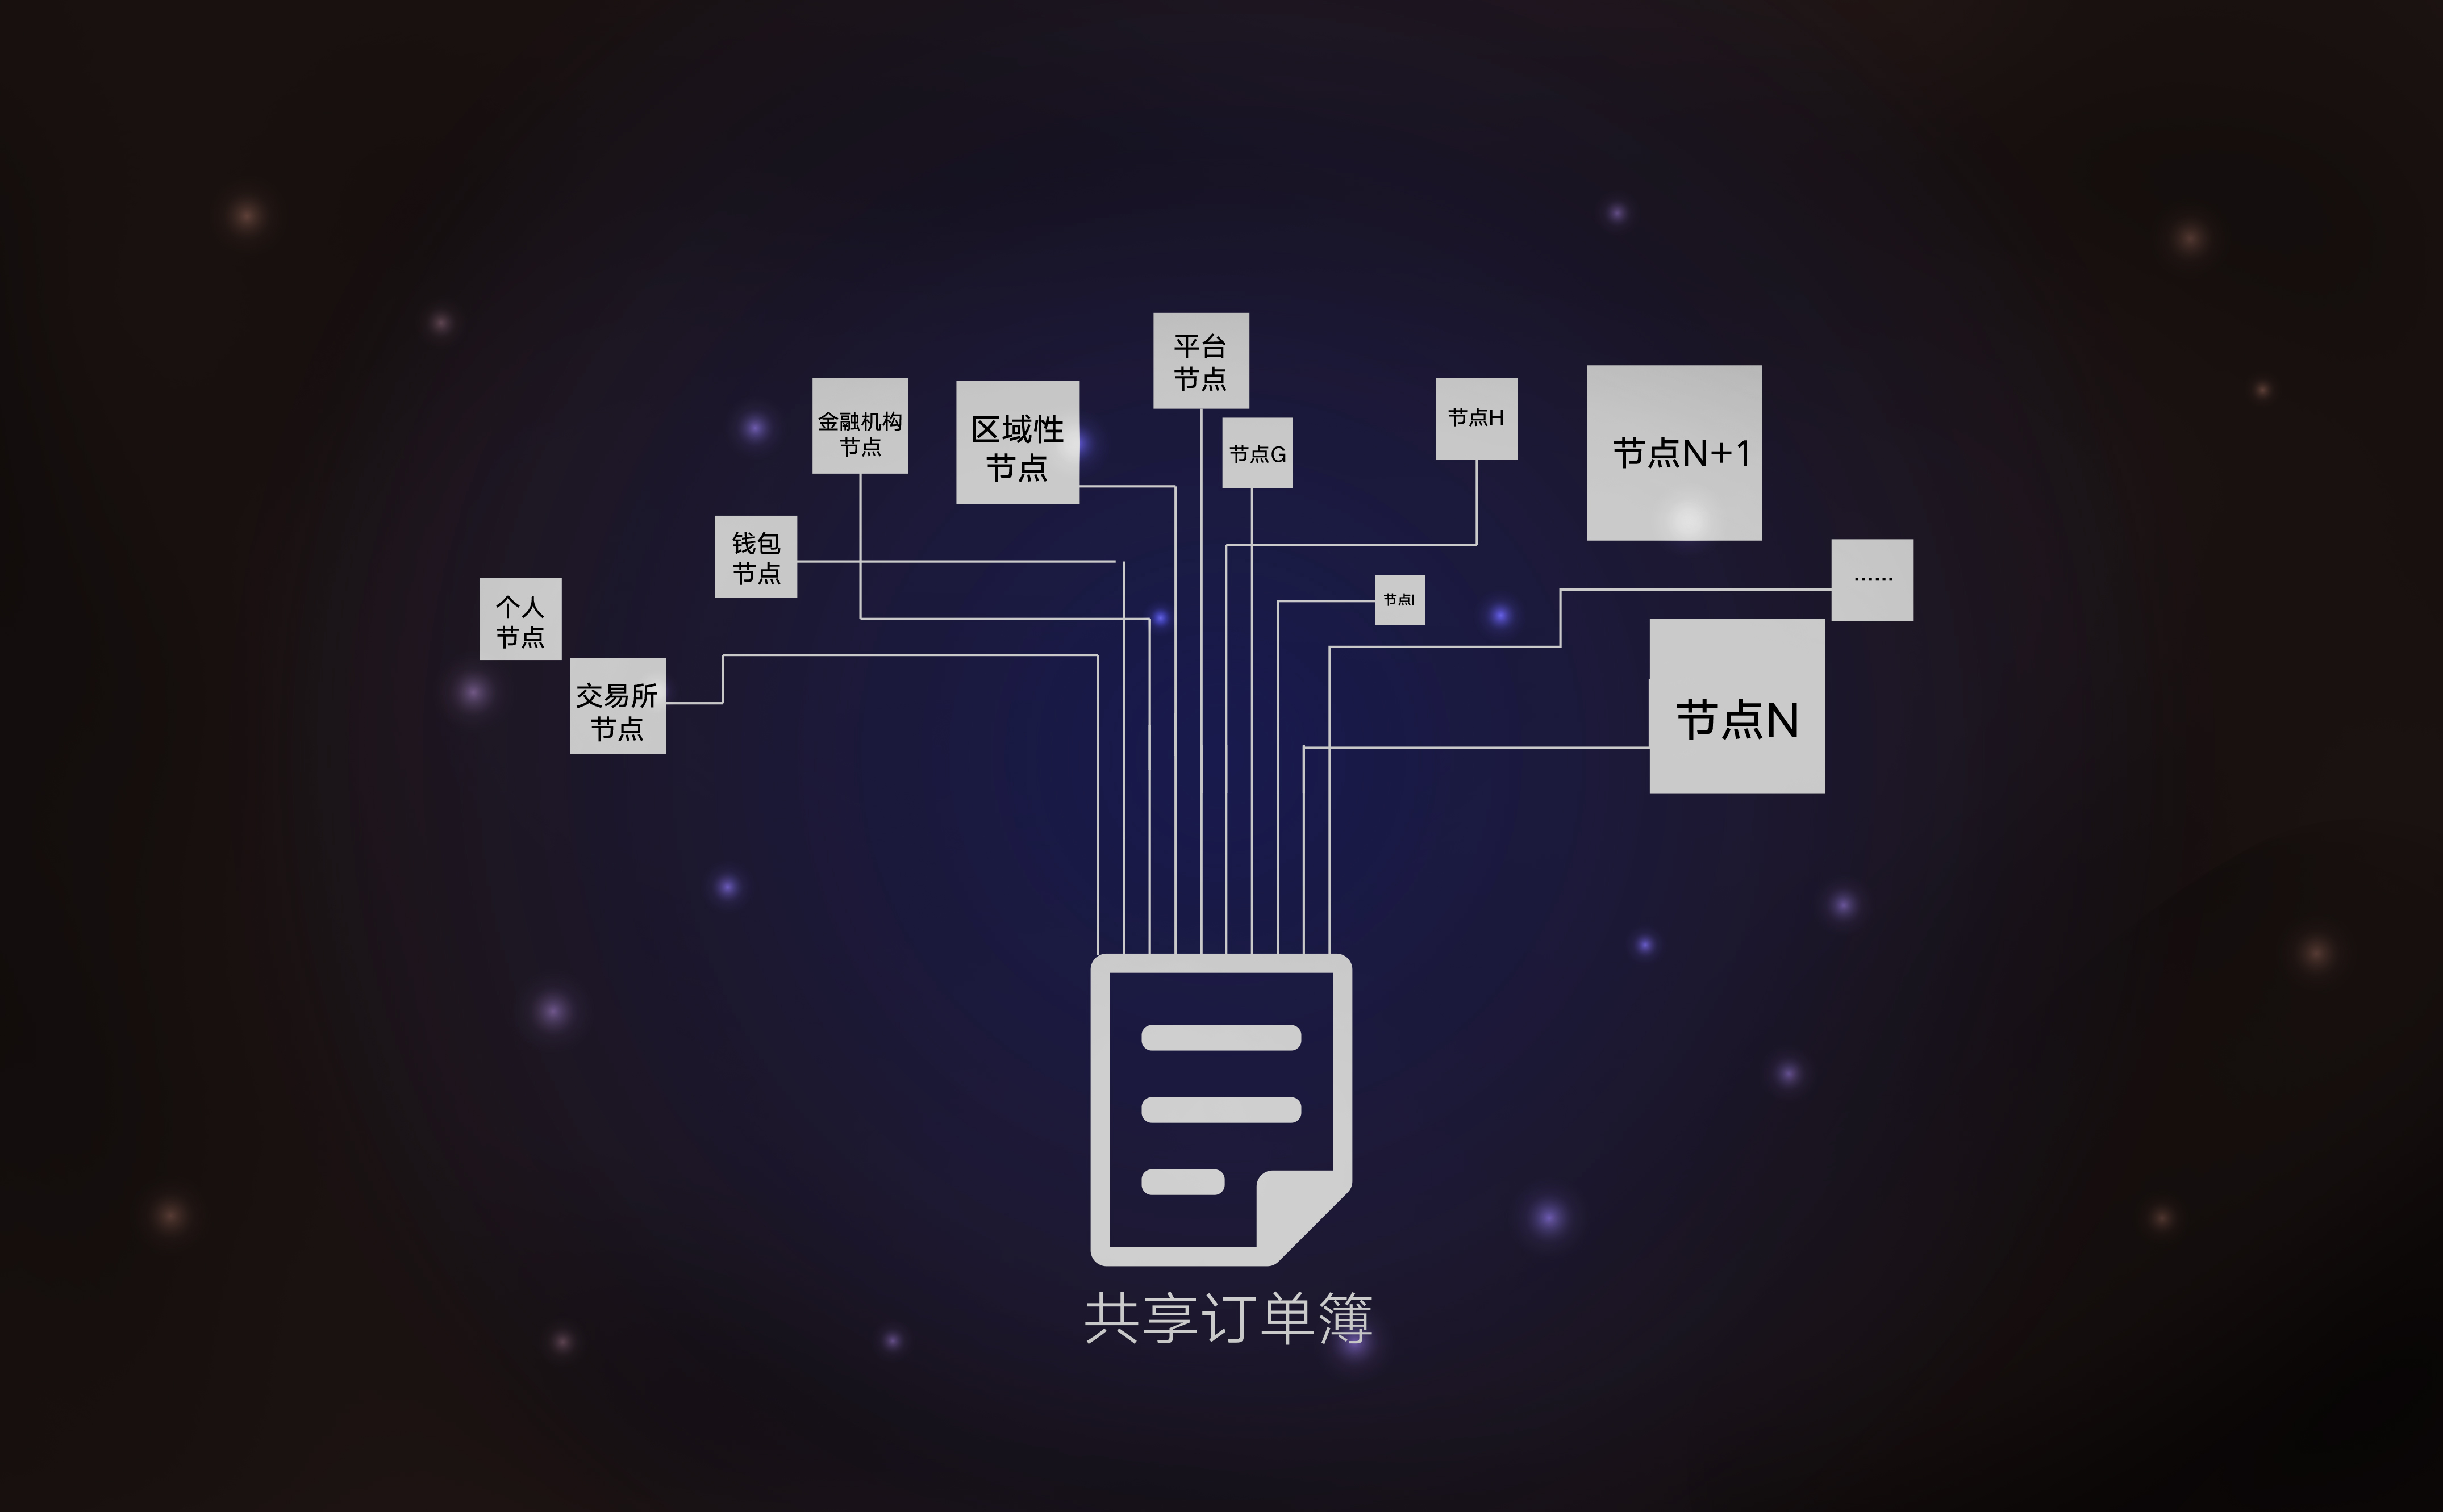 平台
节点
金融机构
节点
区域性
节点
节点G
节点H
节点N+1
钱包
节点
个人
节点
节点I
······
交易所
节点
节点N
共享订单簿